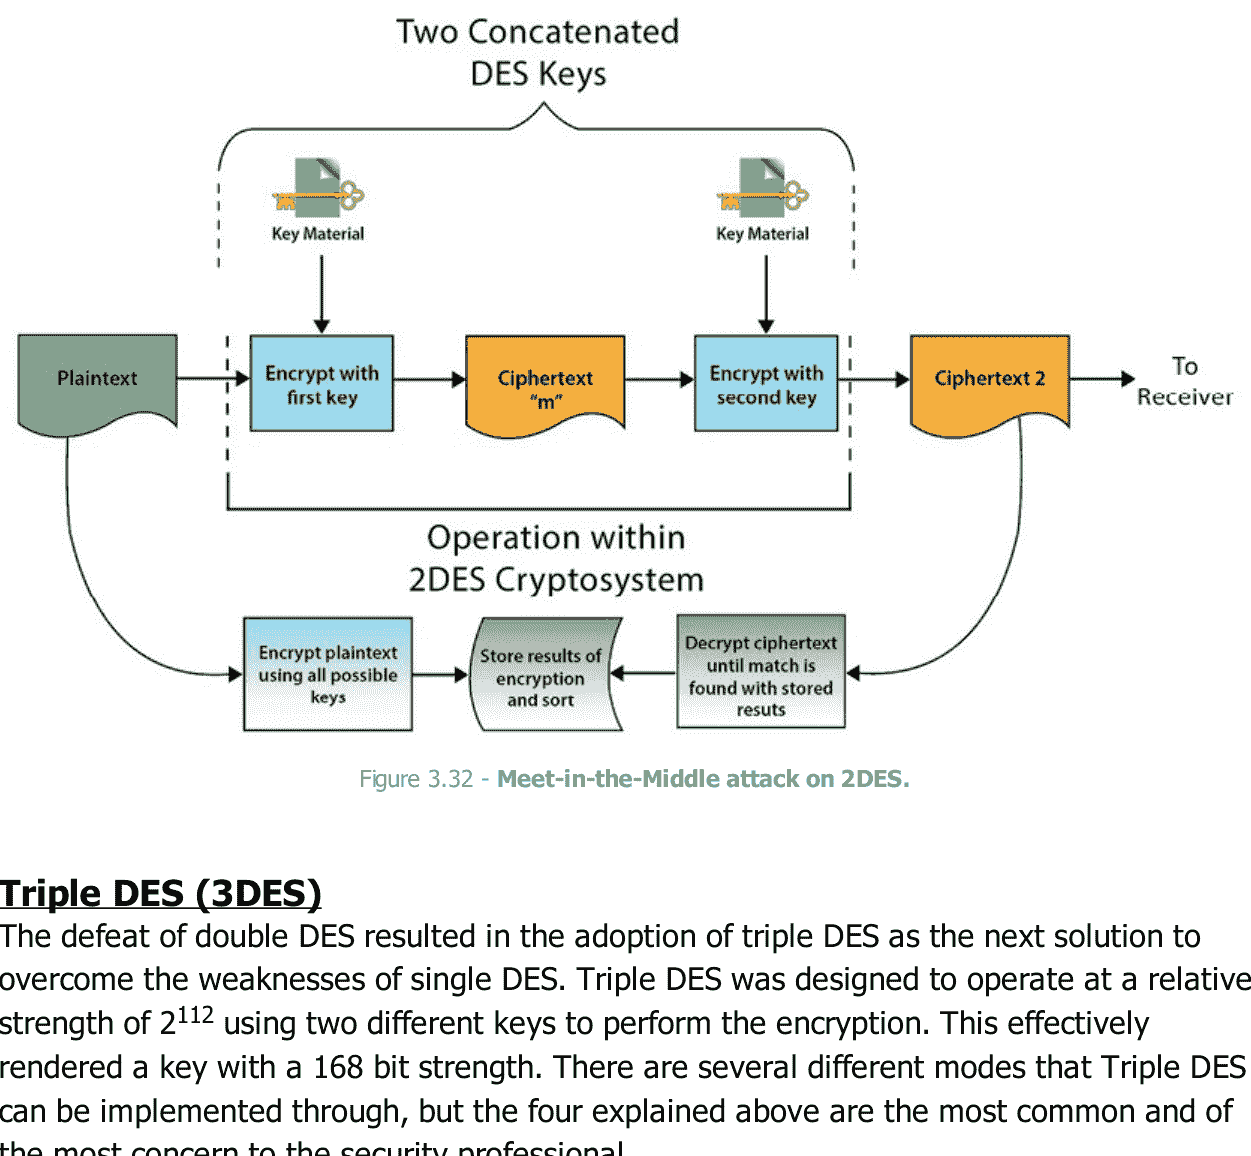 Two Concatenated
DES Keys
Key Material
Key Material
Plaintext
Encrypt with
first key
Ciphertext
“m”
Encrypt with
second key
Ciphertext 2
To
Receiver
Operation within
2DES Cryptosystem
Encrypt plaintext
using all possible
keys
Store results of
encryption
and sort
Decrypt ciphertext
until match is
found with stored
resuts
Figure 3.32 - Meet-in-the-Middle attack on 2DES.
Triple DES (3DES)
The defeat of double DES resulted in the adoption of triple DES as the next solution to
overcome the weaknesses of single DES. Triple DES was designed to operate at a relative
strength of 2¹¹² using two different keys to perform the encryption. This effectively
rendered a key with a 168 bit strength. There are several different modes that Triple DES
can be implemented through, but the four explained above are the most common and of
the most concern to the security professional